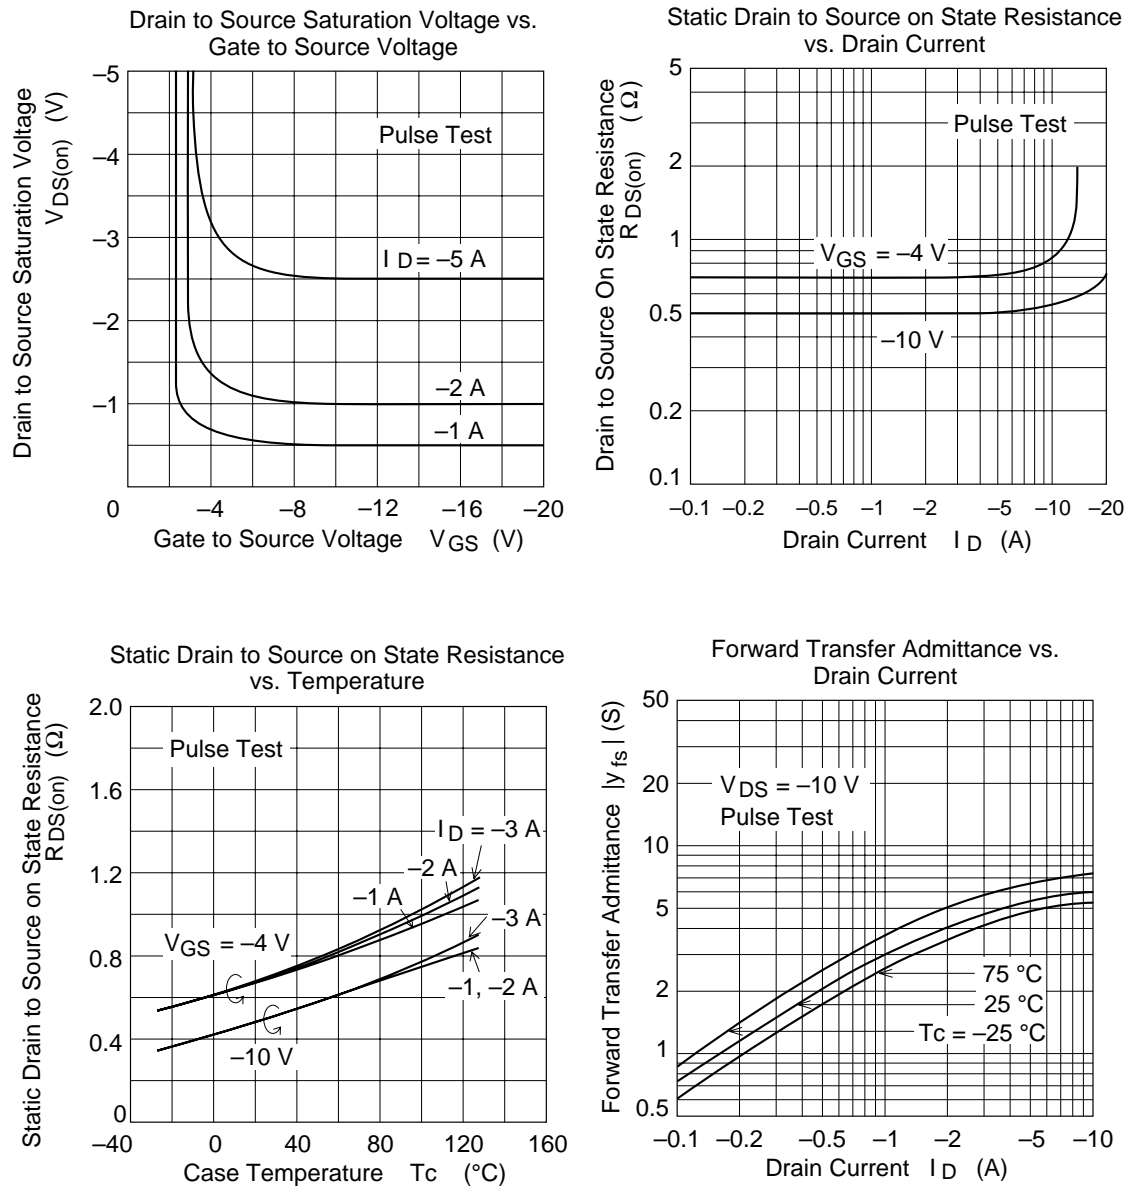 Drain to Source Saturation Voltage vs.
Gate to Source Voltage
Drain to Source Saturation Voltage
V DS(on) (V)
–5
–4
–3
–2
–1
0
Pulse Test
I D = –5 A
–2 A
–1 A
–4 –8 –12 –16 –20
Gate to Source Voltage V GS (V)
Static Drain to Source on State Resistance
vs. Drain Current
Drain to Source On State Resistance
R DS(on) ( Ω )
5
2
1
0.5
0.2
0.1
Pulse Test
V GS = –4 V
–10 V
–0.1 –0.2 –1 –2 –5 –10 –20
Drain Current I D (A)
Static Drain to Source on State Resistance
vs. Temperature
Static Drain to Source on State Resistance
R DS(on) (Ω)
2.0
1.6
1.2
0.8
0.4
0
Pulse Test
I D = –3 A
–2 A
–1 A
–3 A
V GS = –4 V
–1, –2 A
–10 V
–40 0 40 80 120 160
Case Temperature Tc (°C)
Forward Transfer Admittance vs.
Drain Current
Forward Transfer Admittance |y fs | (S)
50
20
10
5
2
1
0.5
V DS = –10 V
Pulse Test
75 °C
25 °C
Tc = –25 °C
–0.1 –0.2 –0.5 –1 –2 –5 –10
Drain Current I D (A)